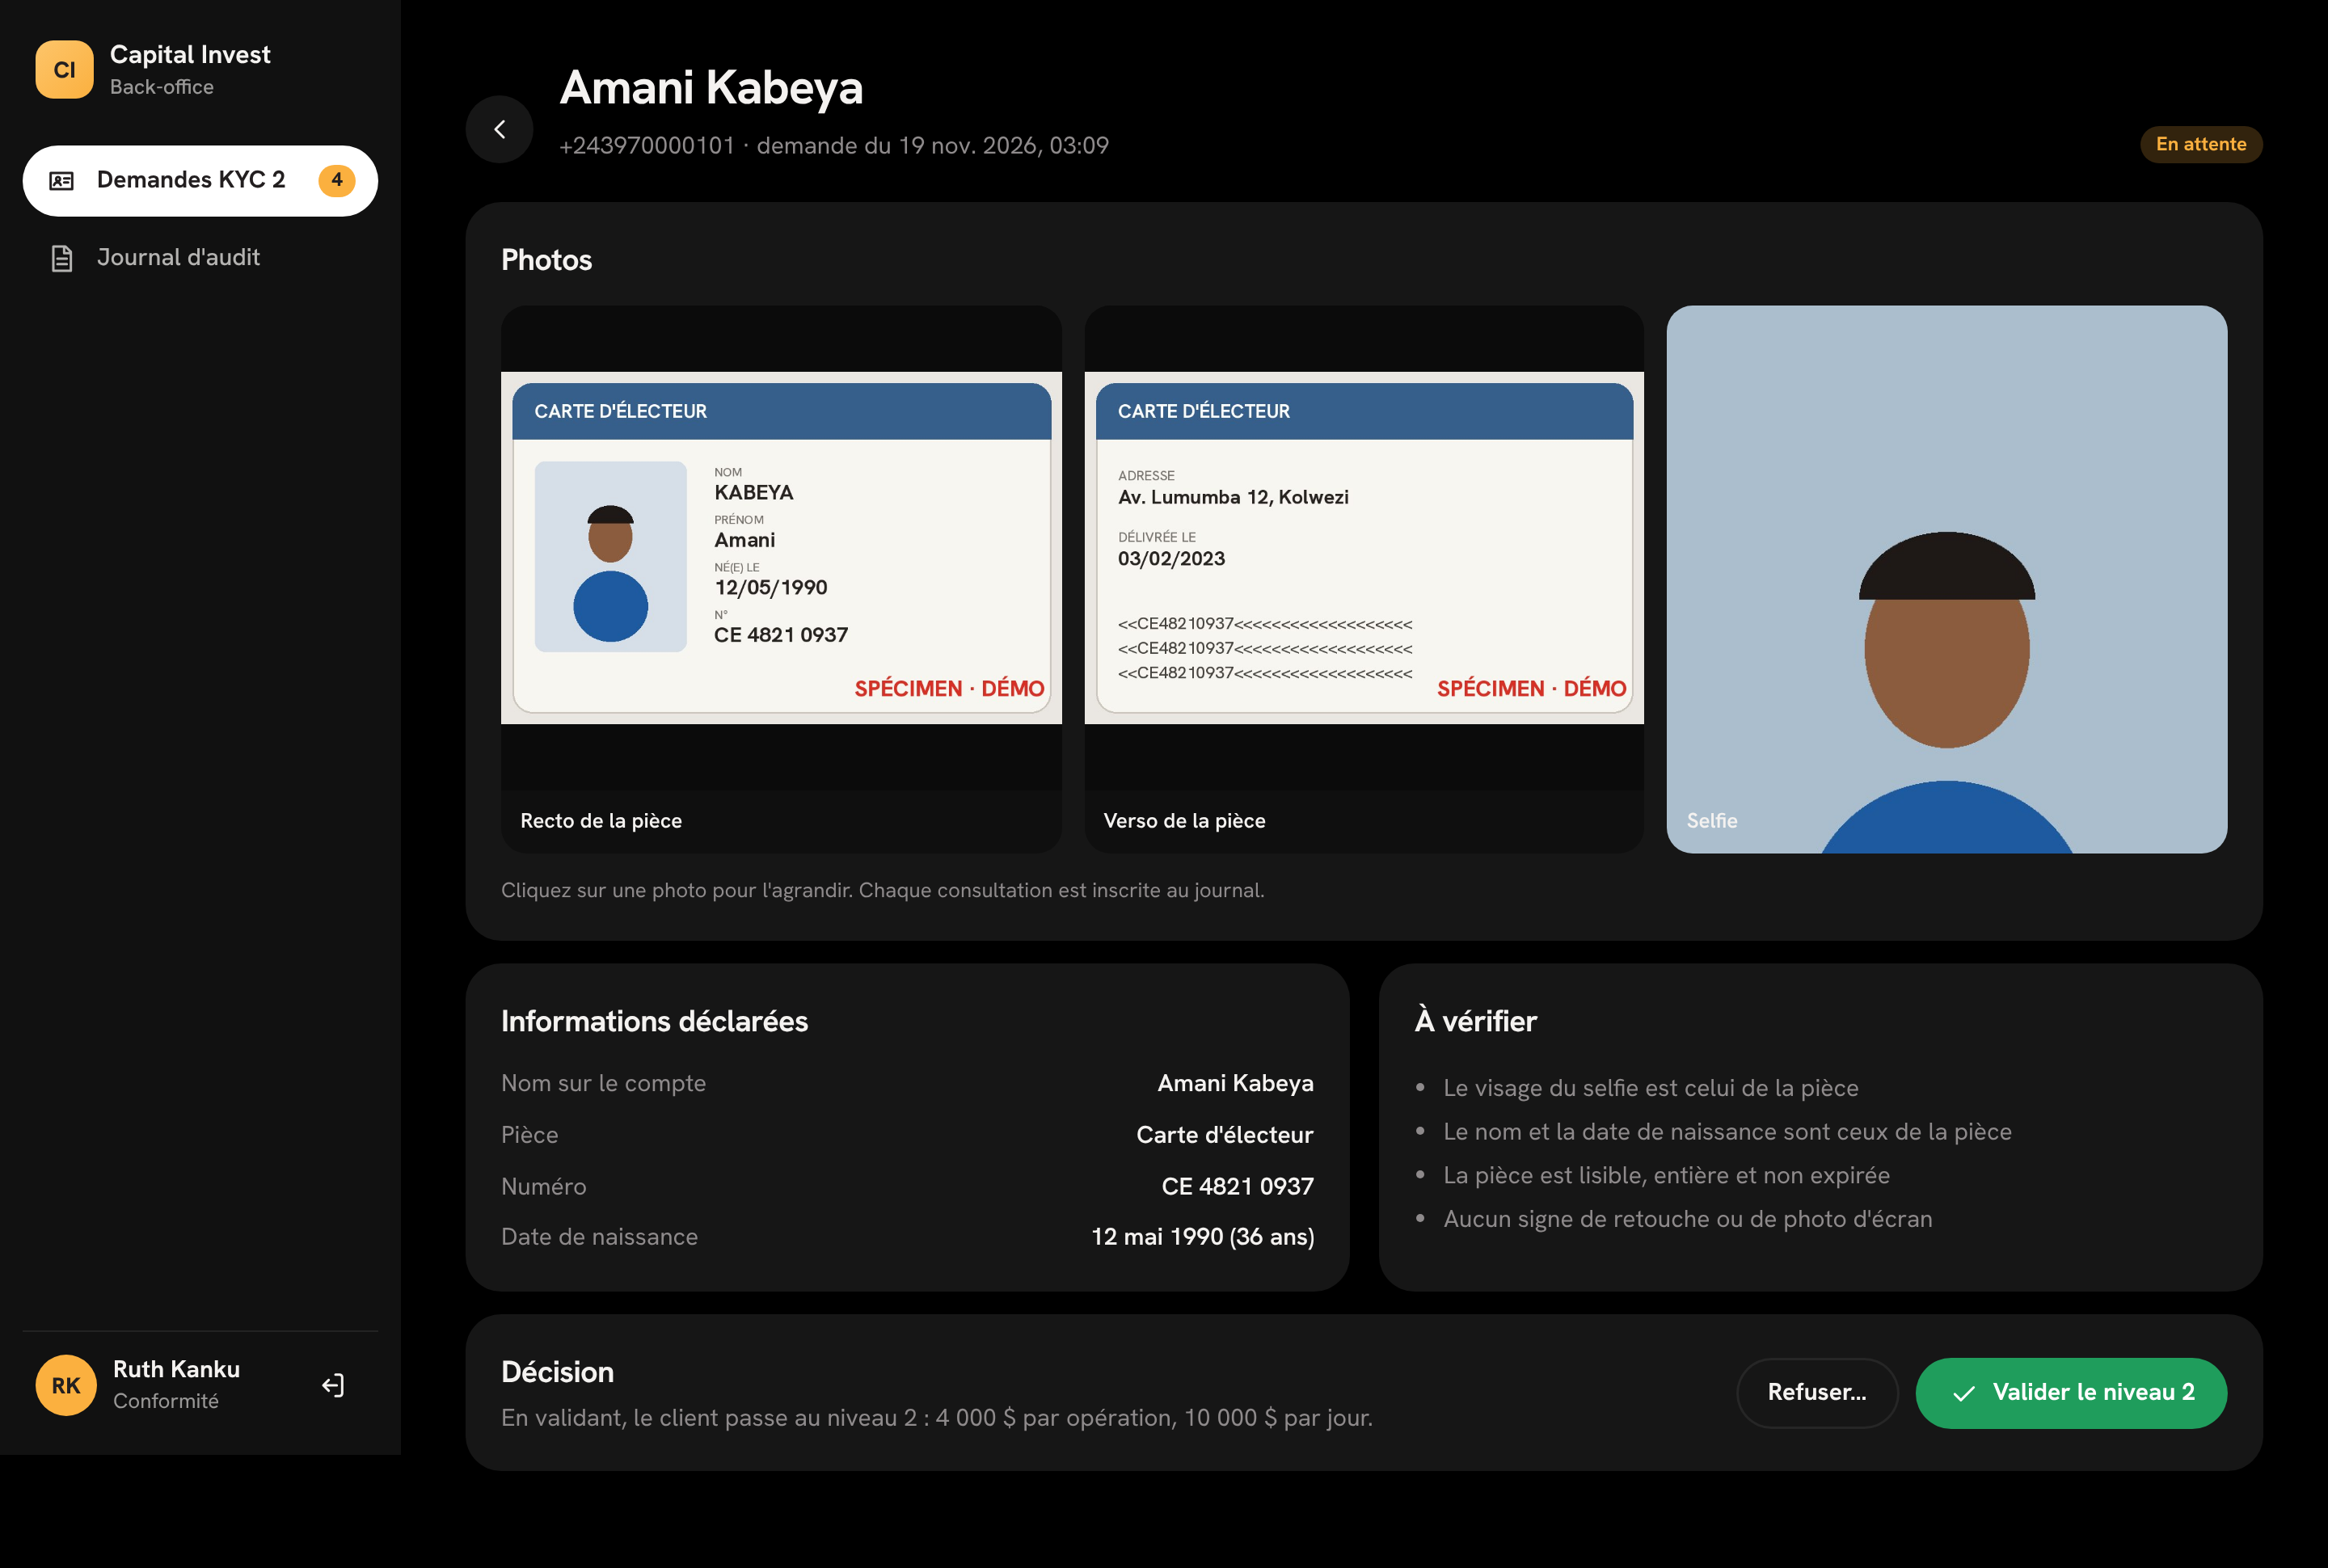 CI
Capital Invest
Back-office
Demandes KYC 2
4
Journal d'audit
RK
Ruth Kanku
Conformité
Amani Kabeya
+243970000101 · demande du 19 nov. 2026, 03:09
En attente
Photos
CARTE D'ÉLECTEUR
NOM
KABEYA
PRÉNOM
Amani
NÉ(E) LE
12/05/1990
N°
CE 4821 0937
SPÉCIMEN · DÉMO
Recto de la pièce
CARTE D'ÉLECTEUR
ADRESSE
Av. Lumumba 12, Kolwezi
DÉLIVRÉE LE
03/02/2023
<<CE48210937<<<<<<<<<<<<<<<<<<<
<<CE48210937<<<<<<<<<<<<<<<<<<<
<<CE48210937<<<<<<<<<<<<<<<<<<<
SPÉCIMEN · DÉMO
Verso de la pièce
Selfie
Cliquez sur une photo pour l'agrandir. Chaque consultation est inscrite au journal.
Informations déclarées
Nom sur le compte Amani Kabeya
Pièce Carte d'électeur
Numéro CE 4821 0937
Date de naissance 12 mai 1990 (36 ans)
À vérifier
• Le visage du selfie est celui de la pièce
• Le nom et la date de naissance sont ceux de la pièce
• La pièce est lisible, entière et non expirée
• Aucun signe de retouche ou de photo d'écran
Décision
En validant, le client passe au niveau 2 : 4 000 $ par opération, 10 000 $ par jour.
Refuser...
Valider le niveau 2